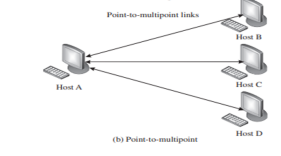 Point-to-multipoint links
Host B
Host A
Host C
Host D
(b) Point-to-multipoint